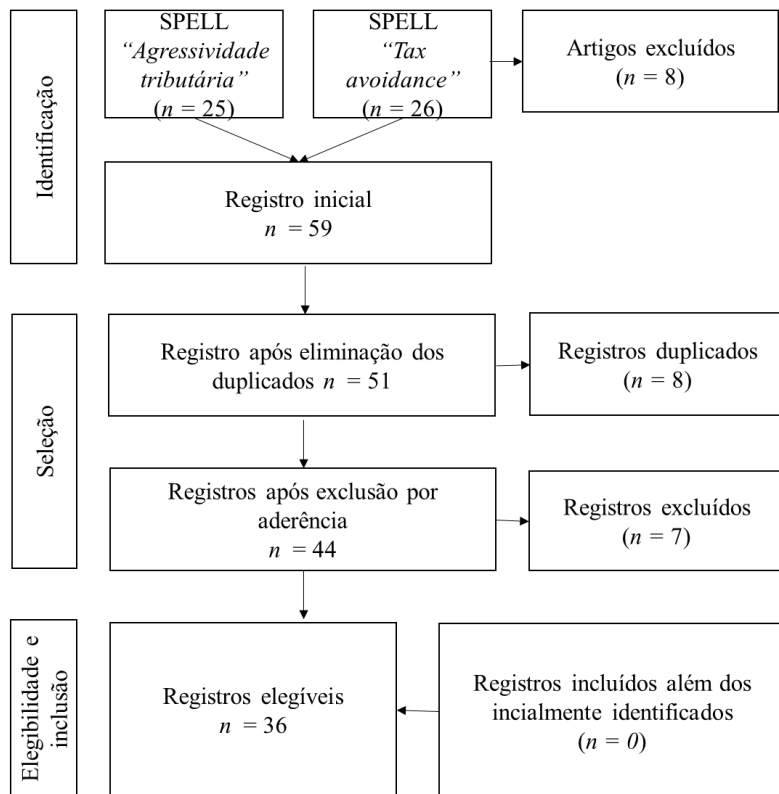 Identificação
SPELL
“Agressividade
tributária”
(n = 25)
SPELL
“Tax
avoidance”
(n = 26)
Artigos excluídos
(n = 8)
Registro inicial
n = 59
Seleção
Registro após eliminação dos
duplicados n = 51
Registros duplicados
(n = 8)
Registros após exclusão por
aderência
n = 44
Registros excluídos
(n = 7)
Elegibilidade e
inclusão
Registros elegíveis
n = 36
Registros incluídos além dos
incialmente identificados
(n = 0)